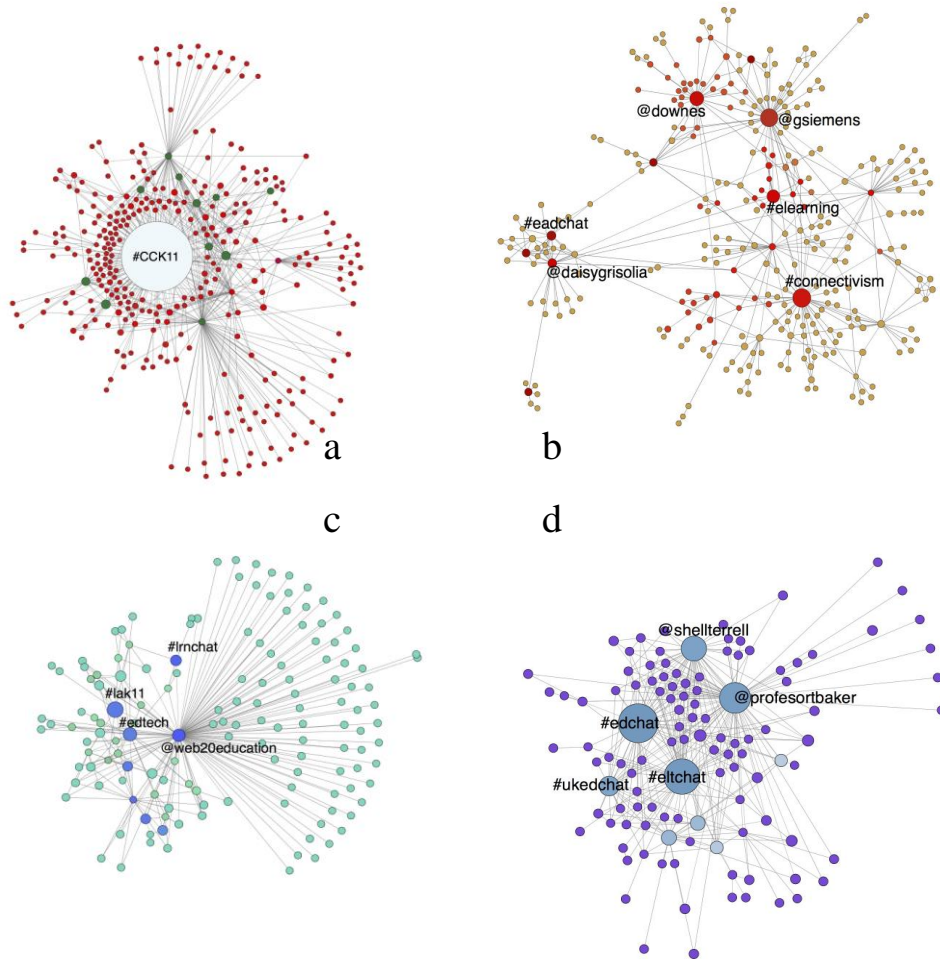 @downes
@gsiemens
#elearning
#eadchat
#CCK11
@daisygrisolia
#connectivism
a
b
c
d
#lrnchat
@shellterrell
#lak11
@profesortbaker
#edtech
#edchat
@web20education
#ukedchat
#eltchat